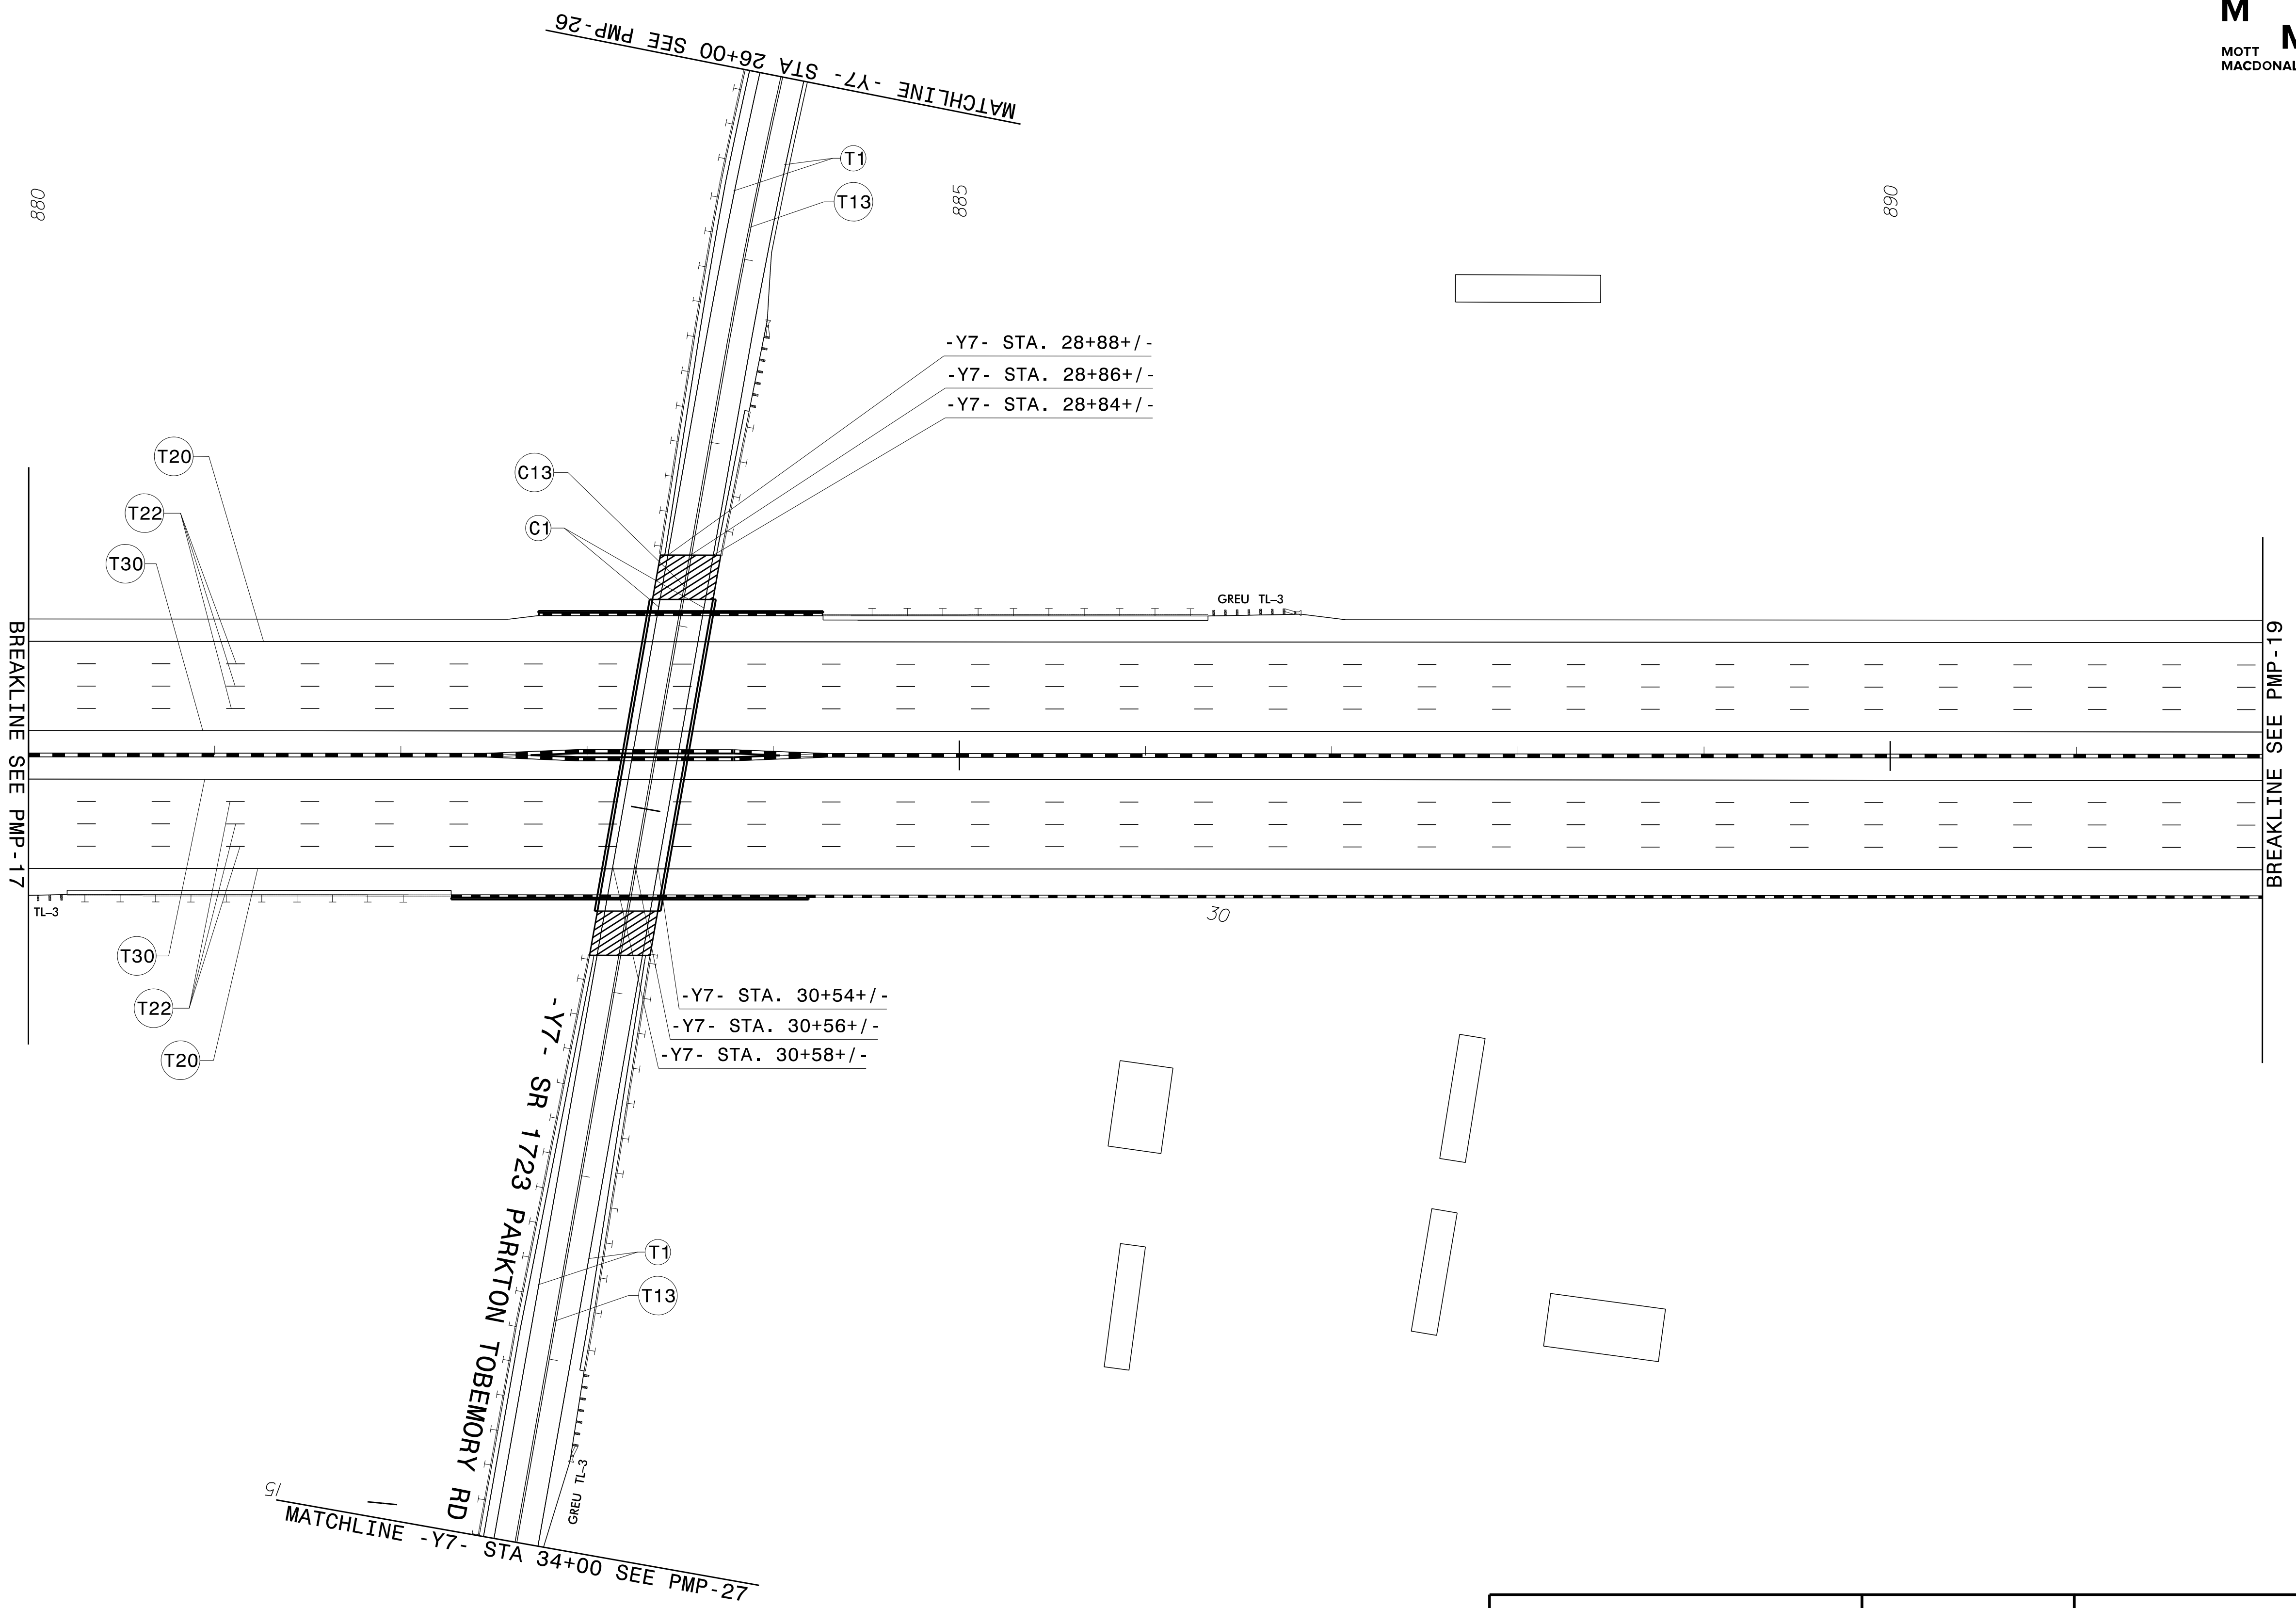 M
M
MOTT
MACDONAL
MATCHLINE -Y7- STA 26+00 SEE PMP-26
T1
T13
880
885
890
-Y7- STA. 28+88+/-
-Y7- STA. 28+86+/-
-Y7- STA. 28+84+/-
T20
C13
T22
C1
T30
GREU TL-3
BREAKLINE SEE PMP-17
BREAKLINE SEE PMP-19
TL-3
30
T30
-Y7- STA. 30+54+/-
T22
-Y7- STA. 30+56+/-
T20
-Y7- STA. 30+58+/-
-Y7- SR 1723 PARKTON TOBEMORY RD
T1
T13
GREU TL-3
15
MATCHLINE -Y7- STA 34+00 SEE PMP-27